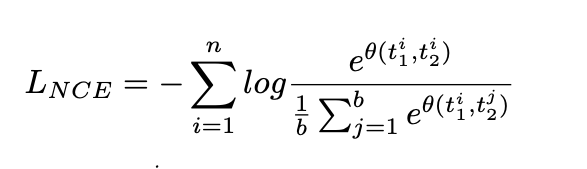 L_{NCE} = -\sum_{i=1}^{n} log \frac{e^{\theta(t_1^i, t_2^i)}}{\frac{1}{b} \sum_{j=1}^{b} e^{\theta(t_1^i, t_2^j)}}
.